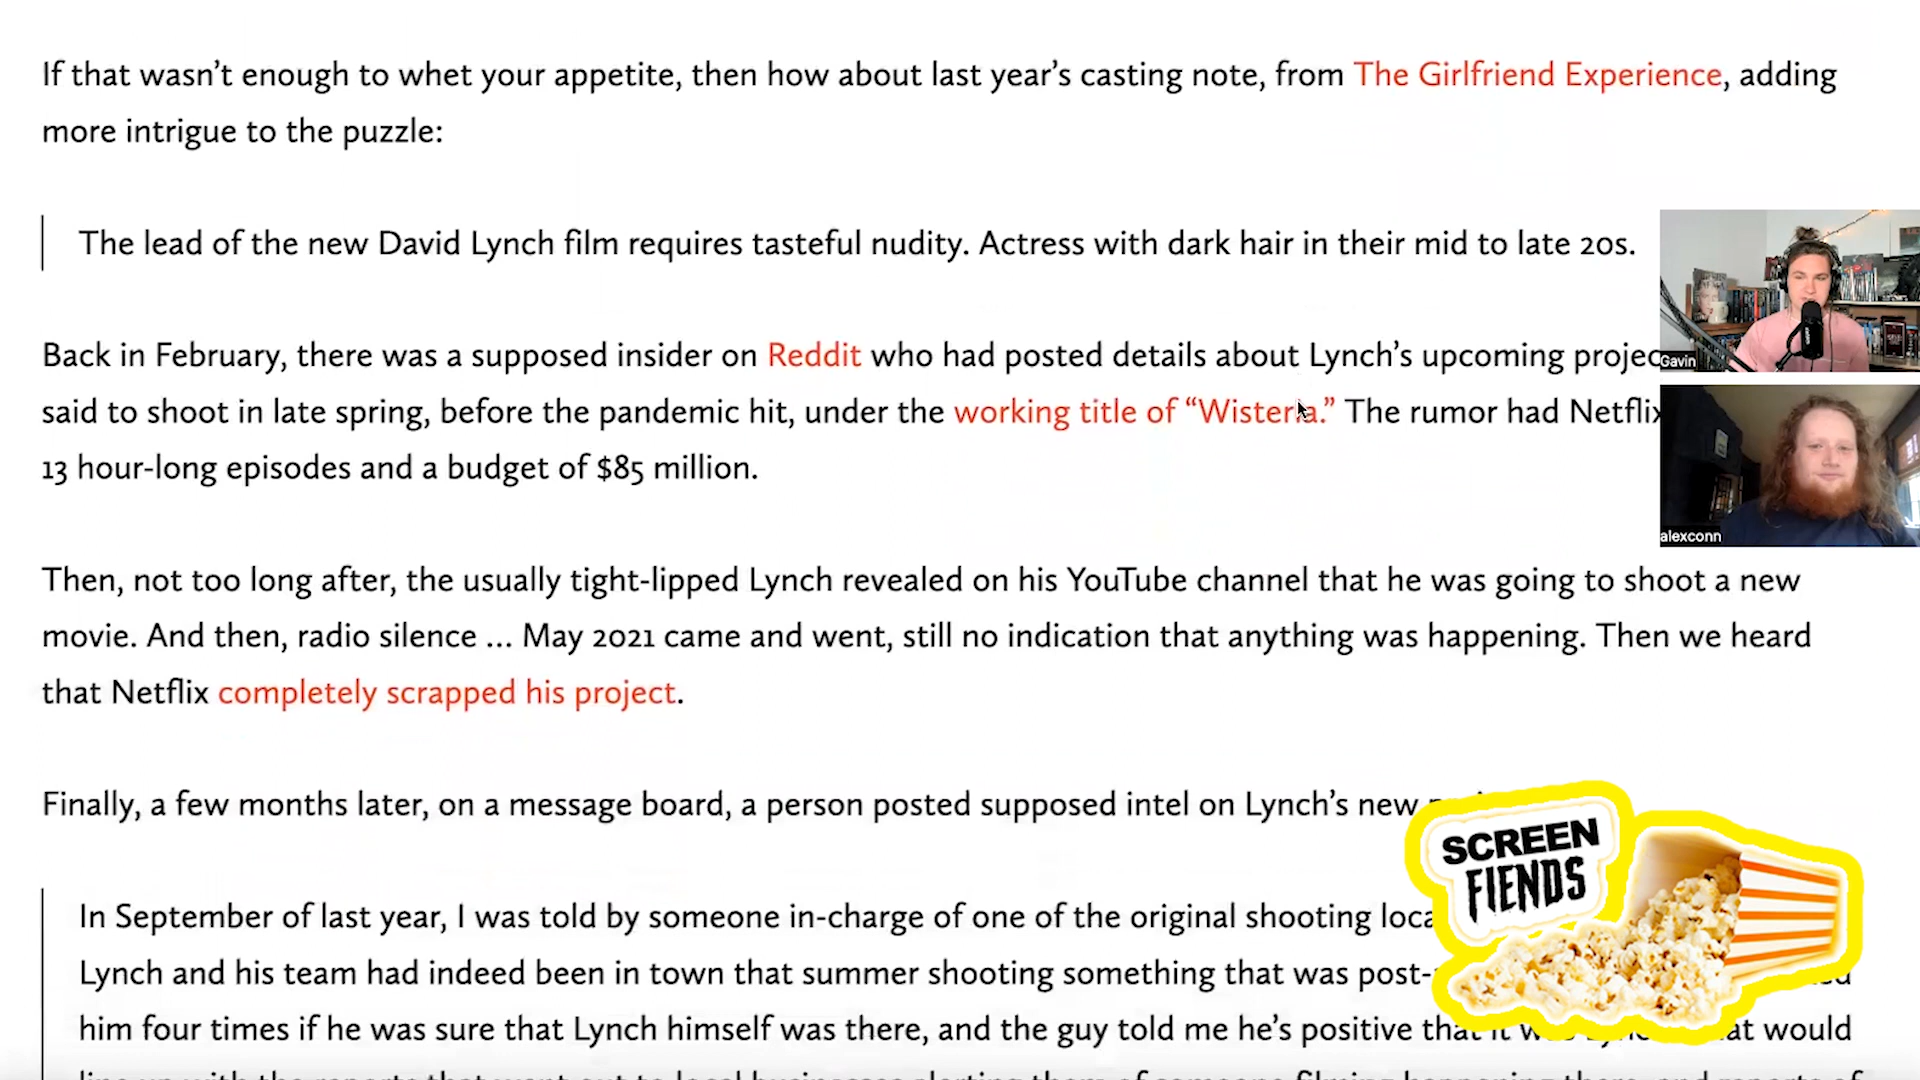 If that wasn’t enough to whet your appetite, then how about last year’s casting note, from The Girlfriend Experience, adding
more intrigue to the puzzle:
The lead of the new David Lynch film requires tasteful nudity. Actress with dark hair in their mid to late 20s.
Back in February, there was a supposed insider on Reddit who had posted details about Lynch’s upcoming projec
said to shoot in late spring, before the pandemic hit, under the working title of “Wisteria.” The rumor had Netflix
13 hour-long episodes and a budget of $85 million.
Gavin
alexconn
Then, not too long after, the usually tight-lipped Lynch revealed on his YouTube channel that he was going to shoot a new
movie. And then, radio silence … May 2021 came and went, still no indication that anything was happening. Then we heard
that Netflix completely scrapped his project.
Finally, a few months later, on a message board, a person posted supposed intel on Lynch’s new
SCREEN
FIENDS
In September of last year, I was told by someone in-charge of one of the original shooting loca
Lynch and his team had indeed been in town that summer shooting something that was post-
him four times if he was sure that Lynch himself was there, and the guy told me he’s positive that it would